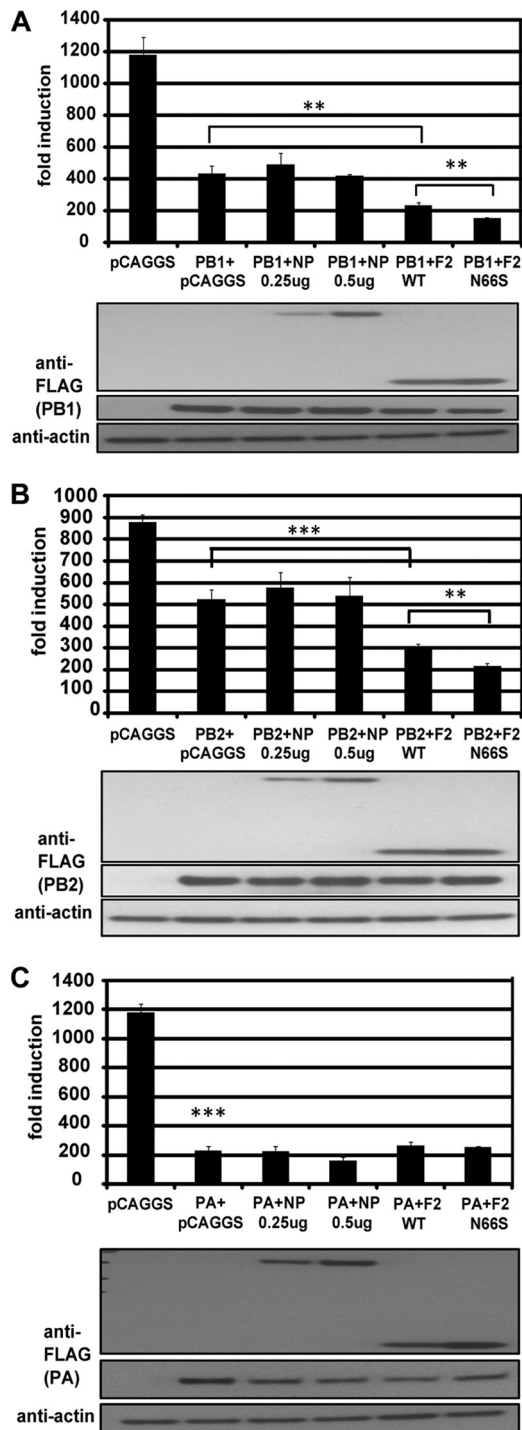 A
fold induction
1400
1200
1000
800
600
400
200
0
**
**
pCAGGS PB1+ pCAGGS PB1+NP 0.25ug PB1+NP 0.5ug PB1+F2 WT PB1+F2 N66S
anti-
FLAG
(PB1)
anti-actin
B
fold induction
1000
900
800
700
600
500
400
300
200
100
0
***
**
pCAGGS PB2+ pCAGGS PB2+NP 0.25ug PB2+NP 0.5ug PB2+F2 WT PB2+F2 N66S
anti-
FLAG
(PB2)
anti-actin
C
fold induction
1400
1200
1000
800
600
400
200
0
***
pCAGGS PA+ pCAGGS PA+NP 0.25ug PA+NP 0.5ug PA+F2 WT PA+F2 N66S
anti-
FLAG
(PA)
anti-actin